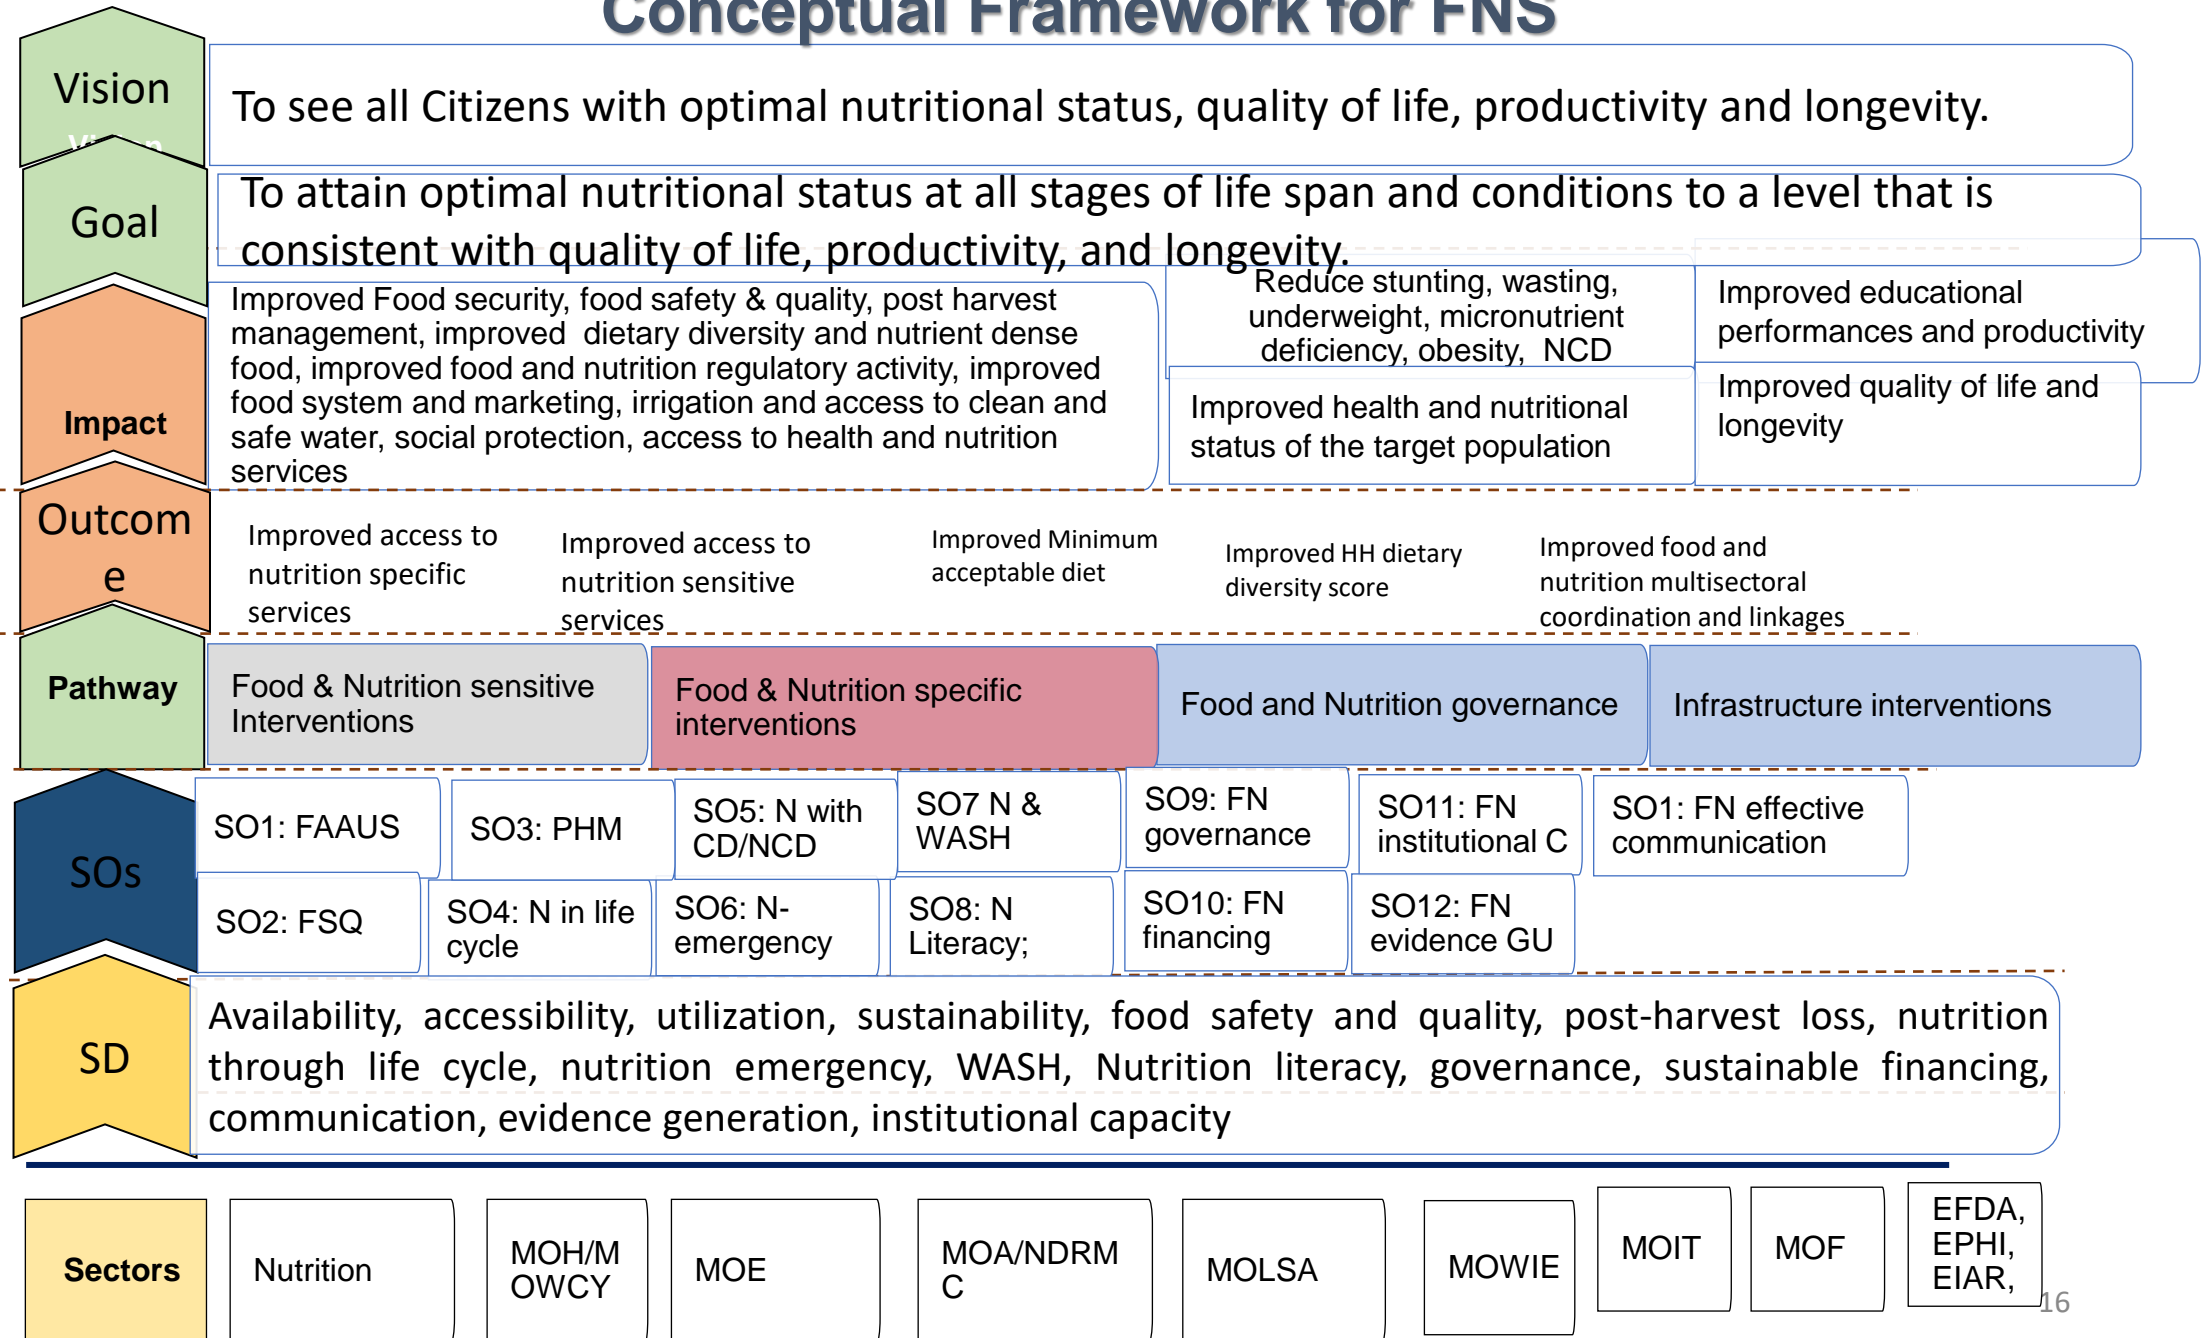 Conceptual Framework for FNS
Vision
Vision
To see all Citizens with optimal nutritional status, quality of life, productivity and longevity.
Goal
To attain optimal nutritional status at all stages of life span and conditions to a level that is
consistent with quality of life, productivity, and longevity.
Impact
Improved Food security, food safety & quality, post harvest
management, improved dietary diversity and nutrient dense
food, improved food and nutrition regulatory activity, improved
food system and marketing, irrigation and access to clean and
safe water, social protection, access to health and nutrition
services
Reduce stunting, wasting,
underweight, micronutrient
deficiency, obesity, NCD
Improved educational
performances and productivity
Improved health and nutritional
status of the target population
Improved quality of life and
longevity
Outcom
e
Improved access to
nutrition specific
services
Improved access to
nutrition sensitive
services
Improved Minimum
acceptable diet
Improved HH dietary
diversity score
Improved food and
nutrition multisectoral
coordination and linkages
Pathway
Food & Nutrition sensitive
Interventions
Food & Nutrition specific
interventions
Food and Nutrition governance
Infrastructure interventions
SOs
SO1: FAAUS
SO3: PHM
SO5: N with
CD/NCD
SO7 N &
WASH
SO9: FN
governance
SO11: FN
institutional C
SO1: FN effective
communication
SO2: FSQ
SO4: N in life
cycle
SO6: N-
emergency
SO8: N
Literacy;
SO10: FN
financing
SO12: FN
evidence GU
SD
Availability, accessibility, utilization, sustainability, food safety and quality, post-harvest loss, nutrition
through life cycle, nutrition emergency, WASH, Nutrition literacy, governance, sustainable financing,
communication, evidence generation, institutional capacity
Sectors
Nutrition
MOH/M
OWCY
MOE
MOA/NDRM
C
MOLSA
MOWIE
MOIT
MOF
EFDA,
EPHI,
EIAR,
16